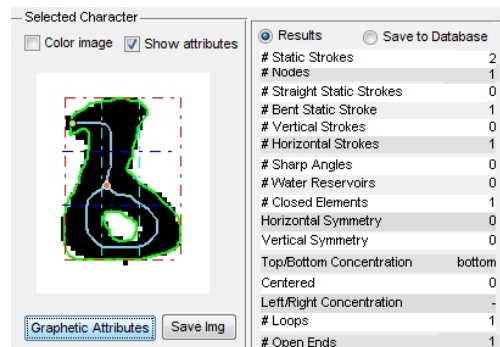 Selected Character
Color image Show attributes
Graphetic Attributes Save Img
Results Save to Database
# Static Strokes 2
# Nodes 1
# Straight Static Strokes 0
# Bent Static Stroke 1
# Vertical Strokes 0
# Horizontal Strokes 1
# Sharp Angles 0
# Water Reservoirs 0
# Closed Elements 1
Horizontal Symmetry 0
Vertical Symmetry 0
Top/Bottom Concentration bottom
Centered 0
Left/Right Concentration -
# Loops 1
# Open Ends 1